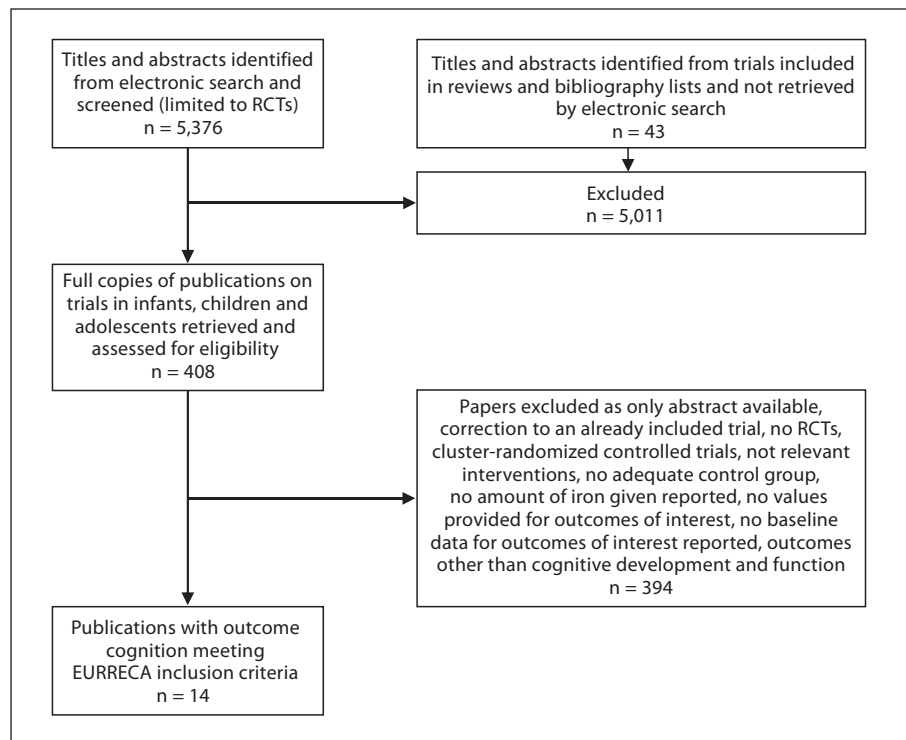 Titles and abstracts identified
from electronic search and
screened (limited to RCTs)
n = 5,376
Titles and abstracts identified from trials included
in reviews and bibliography lists and not retrieved
by electronic search
n = 43
Excluded
n = 5,011
Full copies of publications on
trials in infants, children and
adolescents retrieved and
assessed for eligibility
n = 408
Papers excluded as only abstract available,
correction to an already included trial, no RCTs,
cluster-randomized controlled trials, not relevant
interventions, no adequate control group,
no amount of iron given reported, no values
provided for outcomes of interest, no baseline
data for outcomes of interest reported, outcomes
other than cognitive development and function
n = 394
Publications with outcome
cognition meeting
EURRECA inclusion criteria
n = 14